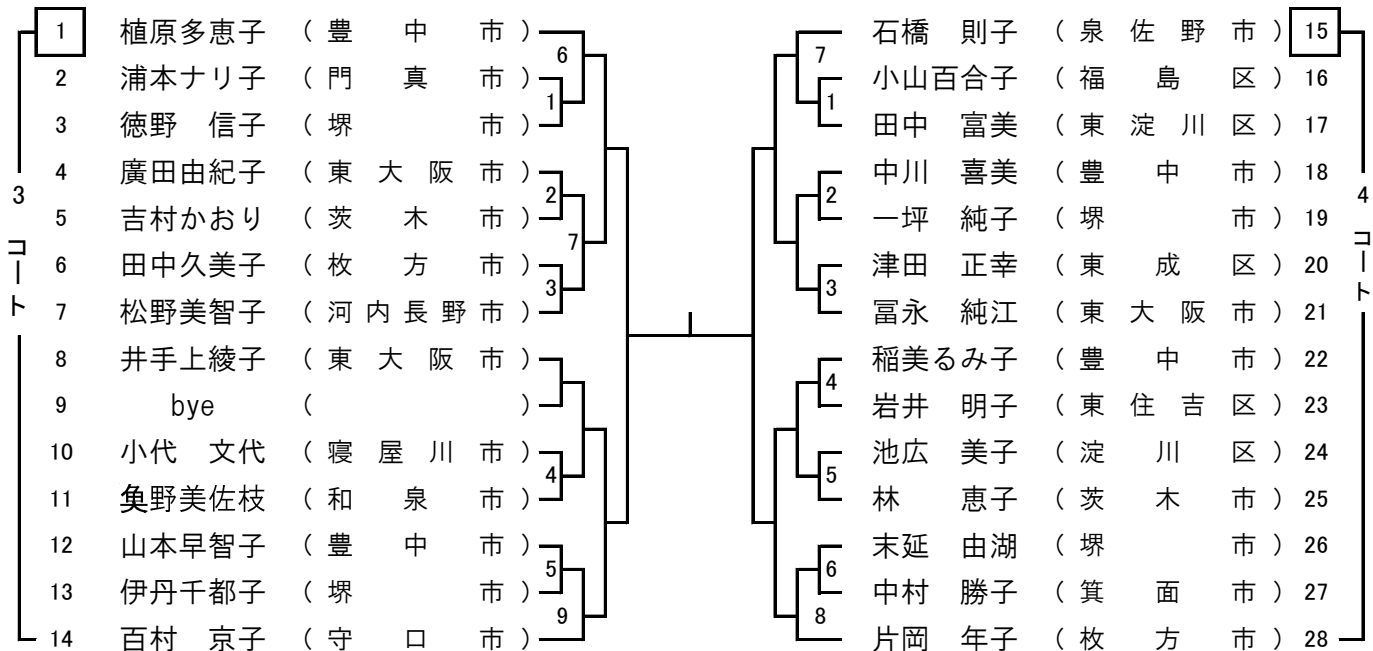 3コート
1 植原多恵子 (豊中市)
2 浦本ナリ子 (門真市)
3 徳野 信子 (堺市)
4 廣田由紀子 (東大阪市)
5 吉村かおり (茨木市)
6 田中久美子 (枚方市)
7 松野美智子 (河内長野市)
8 井手上綾子 (東大阪市)
9 bye ( )
10 小代 文代 (寝屋川市)
11 野美佐枝 (和泉市)
12 山本早智子 (豊中市)
13 伊丹千都子 (堺市)
14 百村 京子 (守口市)
6
1
2
7
3
4
5
9
7
1
2
3
4
5
6
8
石橋 則子 (泉佐野市) 15
小山百合子 (福島区) 16
田中 富美 (東淀川区) 17
中川 喜美 (豊中市) 18
一坪 純子 (堺市) 19
津田 正幸 (東成区) 20
冨永 純江 (東大阪市) 21
稲美るみ子 (豊中市) 22
岩井 明子 (東住吉区) 23
池広 美子 (淀川区) 24
林 恵子 (茨木市) 25
末延 由湖 (堺市) 26
中村 勝子 (箕面市) 27
片岡 年子 (枚方市) 28
4コート